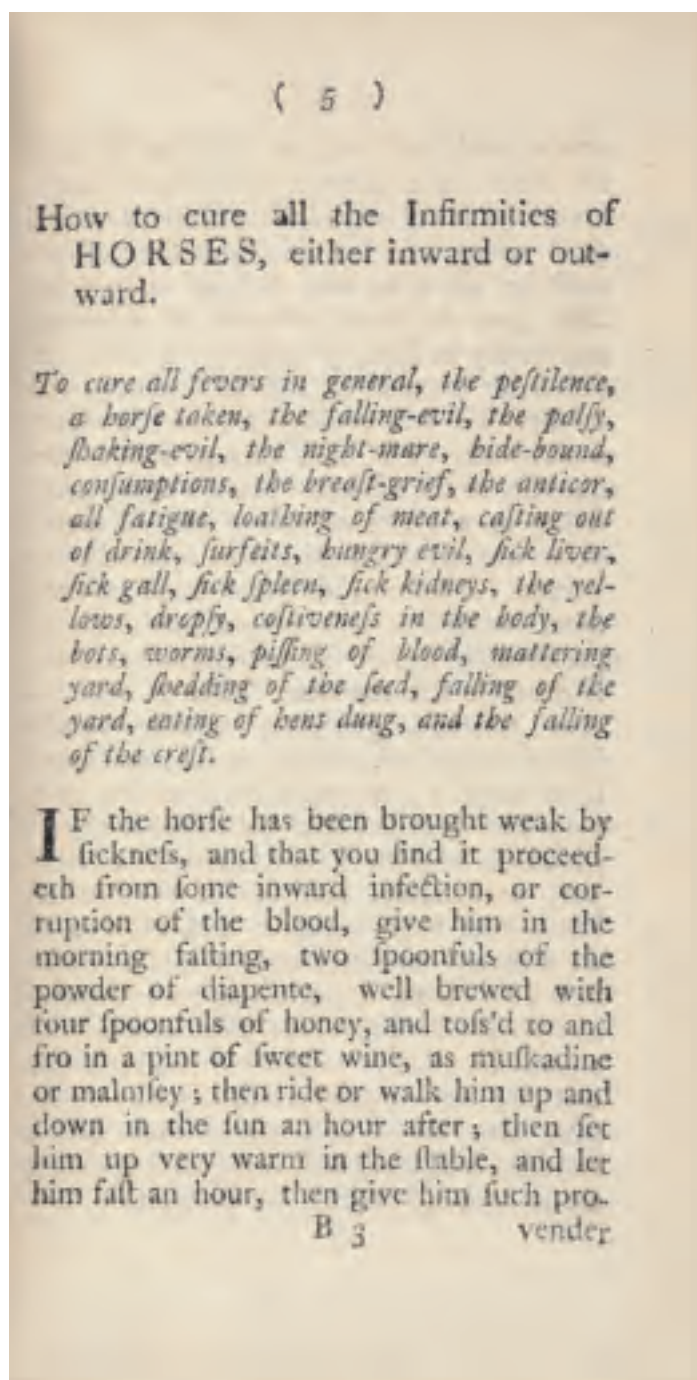 ( 5 )
How to cure all the Infirmities of
HORSES, either inward or out-
ward.
To cure all fevers in general, the peſtilence,
a horſe taken, the falling-evil, the palſy,
ſhaking-evil, the night-mare, hide-bound,
conſumptions, the breaſt-grief, the anticor,
all fatigue, loathing of meat, caſting out
of drink, ſurfeits, hungry evil, ſick liver,
ſick gall, ſick ſpleen, ſick kidneys, the yel-
lows, dropſy, coſtiveneſs in the body, the
bots, worms, piſſing of blood, mattering
yard, ſhedding of the ſeed, falling of the
yard, eating of hens dung, and the falling
of the creſt.
IF the horſe has been brought weak by
ſickneſs, and that you find it proceed-
eth from ſome inward infection, or cor-
ruption of the blood, give him in the
morning faſting, two ſpoonfuls of the
powder of diapente, well brewed with
four ſpoonfuls of honey, and toſs'd to and
fro in a pint of ſweet wine, as muſkadine
or malmſey ; then ride or walk him up and
down in the ſun an hour after ; then ſet
him up very warm in the ſtable, and let
him faſt an hour, then give him ſuch pro-
B 3 vender